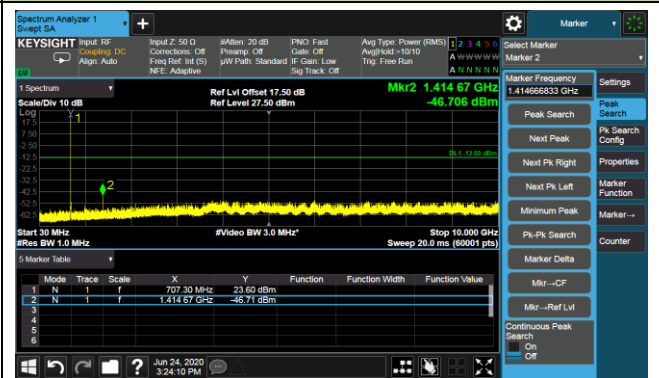 Spectrum Analyzer 1
Swept SA
Marker
KEYSIGHT
Input: RF
Coupling: DC
Align: Auto
Input Z: 50 Ω
Corrections: Off
Freq Ref: Int (S)
NFE: Adaptive
#Atten: 20 dB
Preamp: Off
µW Path: Standard
PNO: Fast
Gate: Off
IF Gain: Low
Sig Track: Off
Avg Type: Power (RMS)
Avg|Hold:>10/10
Trig: Free Run
1 2 3 4 5 6
A W W W W W
A N N N N N
Select Marker
Marker 2
1 Spectrum
Ref Lvl Offset 17.50 dB
Mkr2 1.414 67 GHz
Scale/Div 10 dB
Ref Level 27.50 dBm
-46.706 dBm
Log
17.5
7.50
-2.50
-12.5
-22.5
-32.5
-42.5
-52.5
-62.5
1
DL1 -13.00 dBm
2
Start 30 MHz
#Video BW 3.0 MHz*
Stop 10.000 GHz
#Res BW 1.0 MHz
Sweep 20.0 ms (60001 pts)
5 Marker Table
Mode Trace Scale X Y Function Function Width Function Value
1 N 1 f 707.30 MHz 23.60 dBm
2 N 1 f 1.414 67 GHz -46.71 dBm
3
4
5
6
Marker Frequency
1.414666833 GHz
Peak Search
Next Peak
Next Pk Right
Next Pk Left
Minimum Peak
Pk-Pk Search
Marker Delta
Mkr→CF
Mkr→Ref Lvl
Continuous Peak
Search
On
Off
Settings
Peak
Search
Pk Search
Config
Properties
Marker
Function
Marker→
Counter
Jun 24, 2020
3:24:10 PM